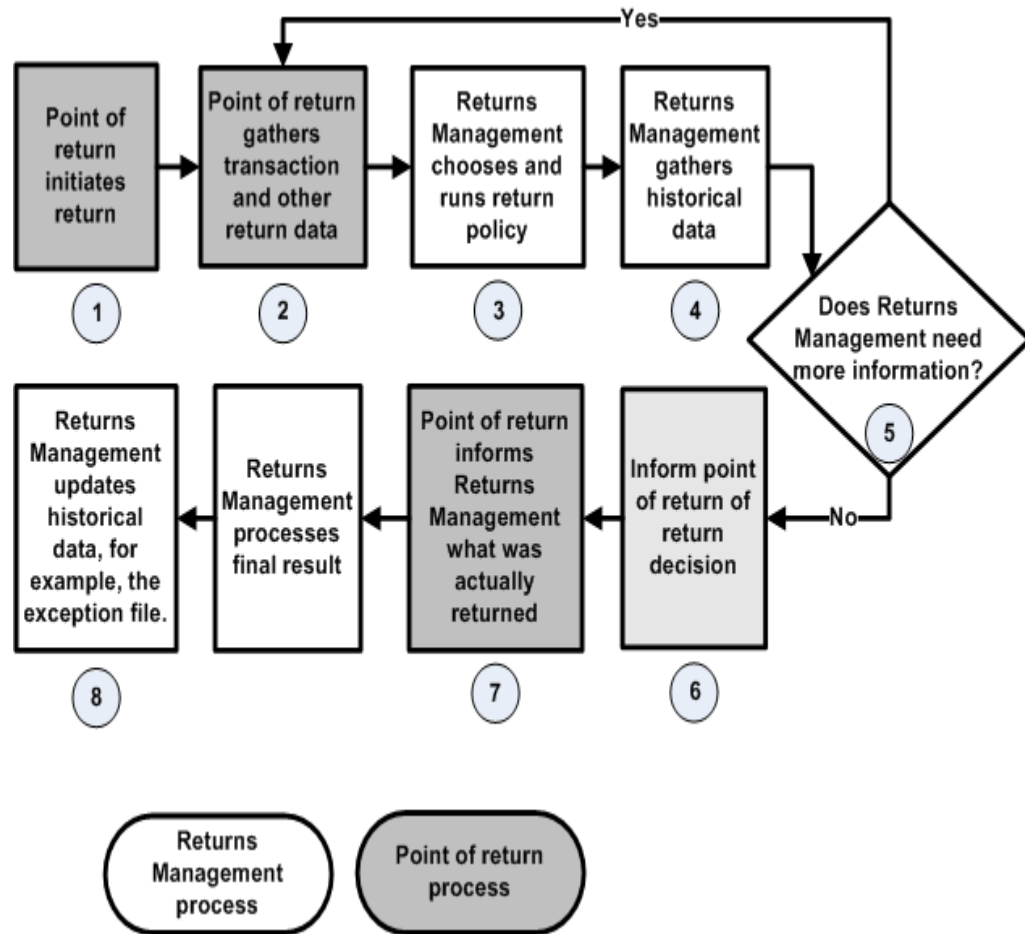 Yes
Point of
return
initiates
return
Point of return
gathers
transaction
and other
return data
Returns
Management
chooses and
runs return
policy
Returns
Management
gathers
historical
data
1
2
3
4
Does Returns
Management need
more information?
5
No
Inform point
of return of
return
decision
Point of return
informs
Returns
Management
what was
actually
returned
Returns
Management
processes
final result
Returns
Management
updates
historical
data, for
example, the
exception file.
6
7
8
Returns
Management
process
Point of return
process